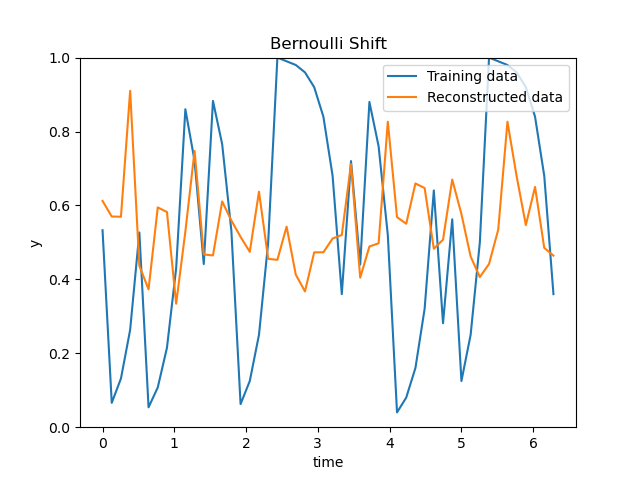 Bernoulli Shift
Training data
Reconstructed data
y
1.0
0.8
0.6
0.4
0.2
0.0
0 1 2 3 4 5 6
time